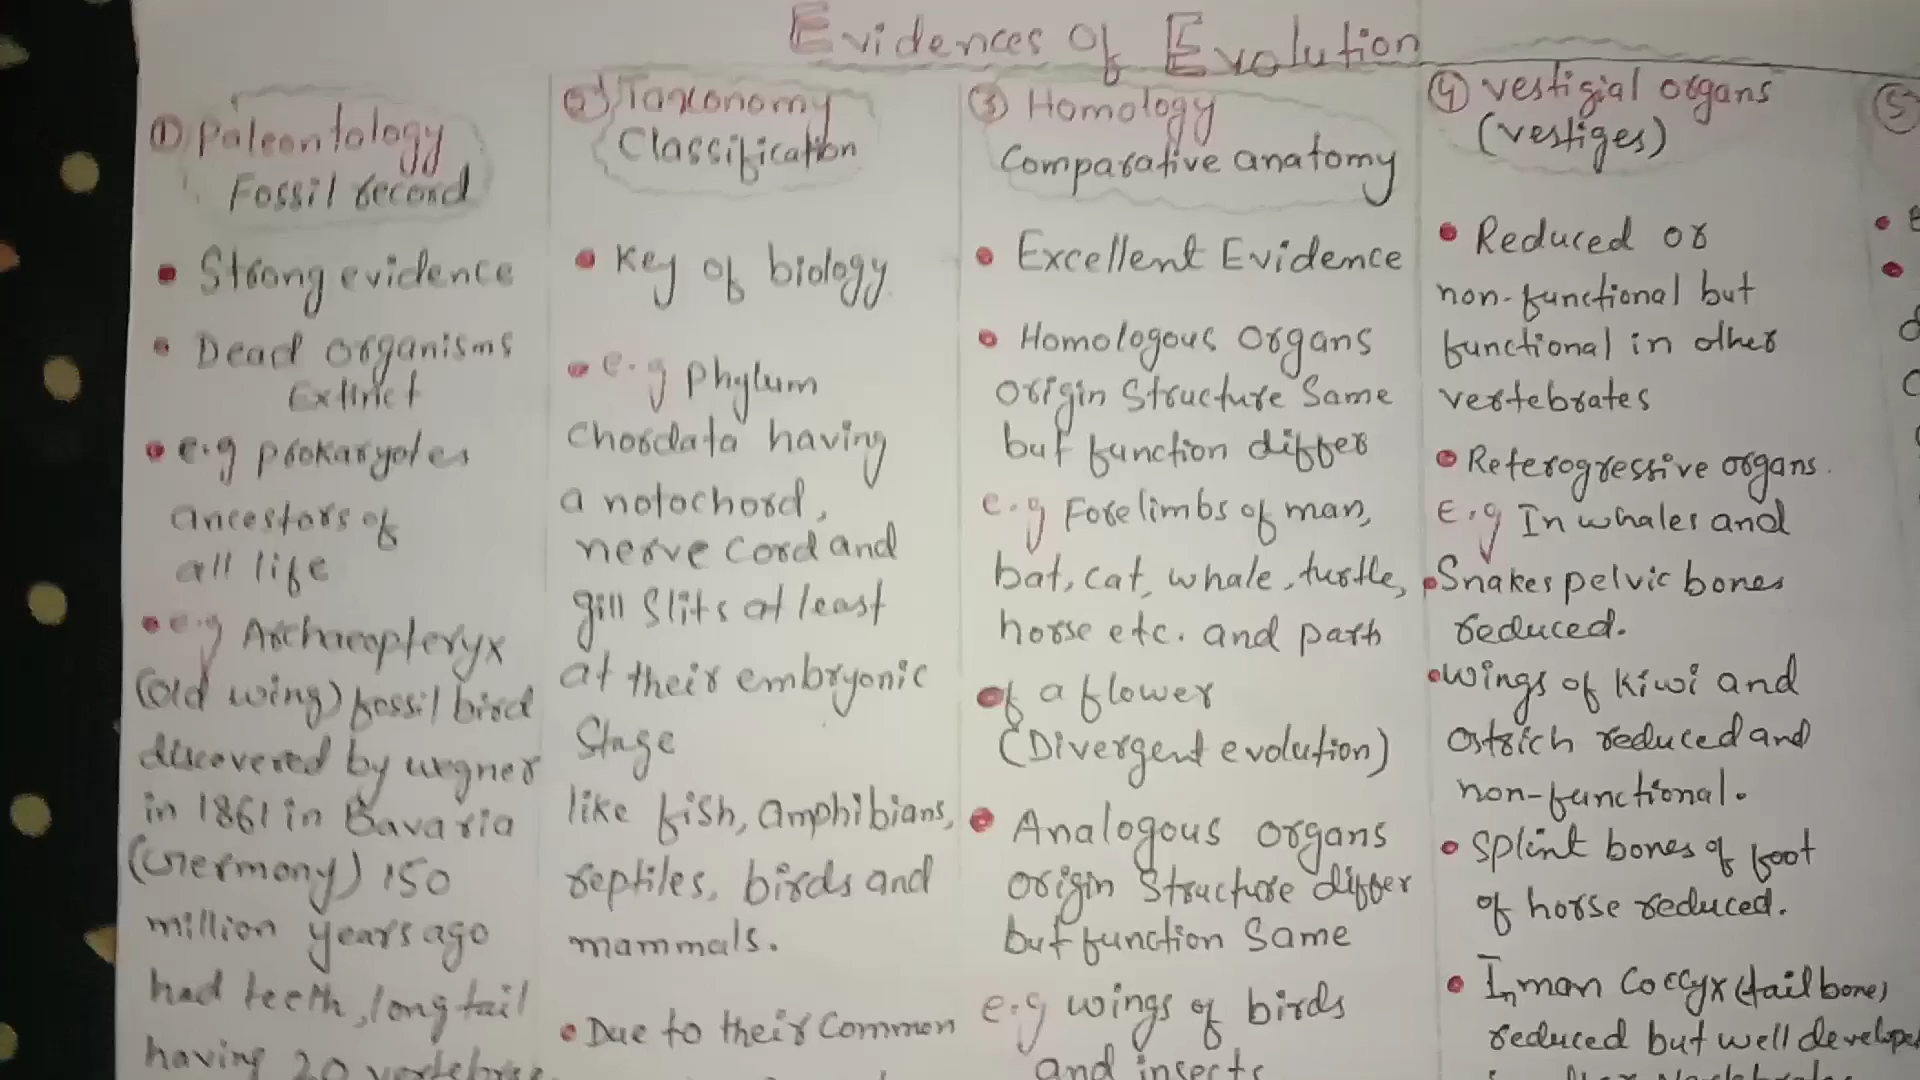 Evidences Of Evolution
① Paleontology
Fossil record
• Strong evidence
• Dead organisms
Extinct
• e.g prokaryotes
ancestors of
all life
• e.g Archaeopteryx
(old wing) fossil bird
discovered by wegner
in 1861 in Bavaria
(Germony) 150
million years ago
had teeth, long tail
having 20 vertebrae
② Taxonomy
Classification
• Key of biology
• e.g phylum
chordata having
a notochord,
nerve cord and
gill Slits at least
at their embryonic
Stage
like fish, amphibians,
reptiles, birds and
mammals.
• Due to their Common
③ Homology
Comparative anatomy
• Excellent Evidence
• Homologous Organs
Origin Structure Same
but function differ
e.g Forelimbs of man,
bat, cat, whale, turtle,
horse etc. and parts
of a flower
(Divergent evolution)
• Analogous organs
Origin Structure differ
but function Same
e.g wings of birds
and insects
④ vestigial organs
(vestiges)
• Reduced or
non-functional but
functional in other
vertebrates
• Reterogressive organs.
E.g In whales and
• Snakes pelvic bones
reduced.
• wings of Kiwi and
Ostrich reduced and
non-functional.
• Splint bones of foot
of horse reduced.
• In man Coccyx (tail bone)
reduced but well develope
⑤